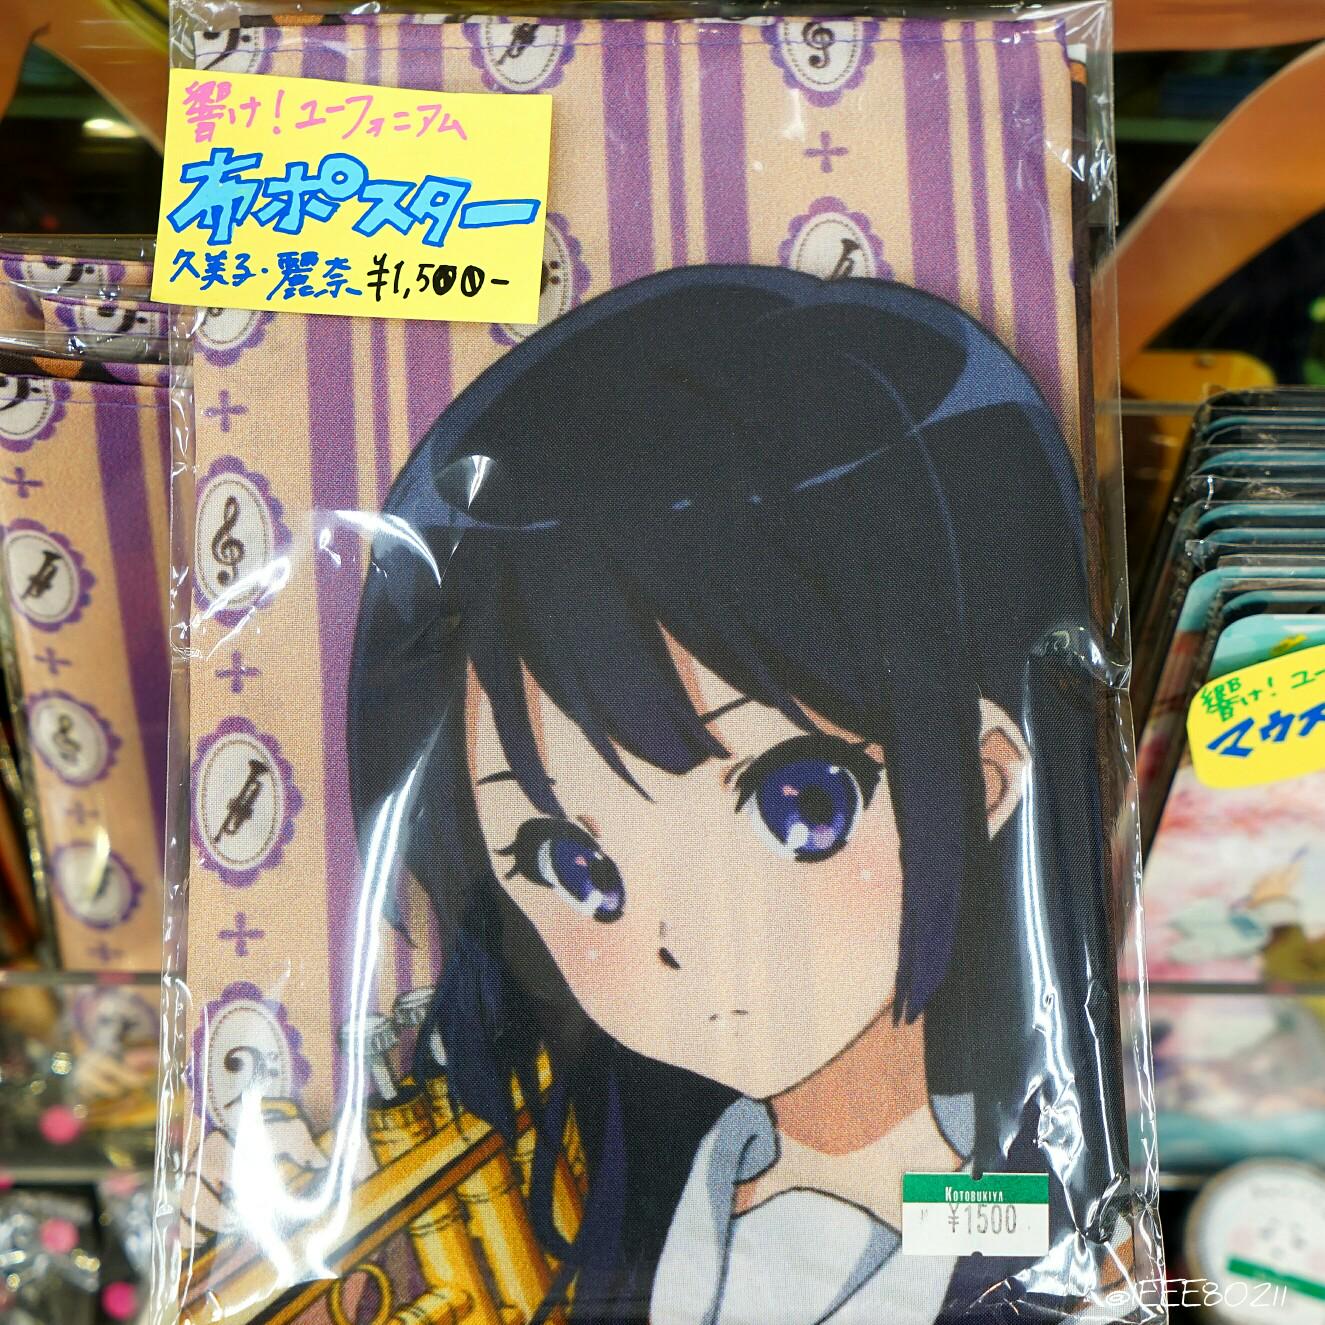 響け!ユーフォニアム
布ポスター
久美子・麗奈 ¥1,500-
響け! ユー
マウス
KOTOBUKIYA
¥1500
@IEEE80211